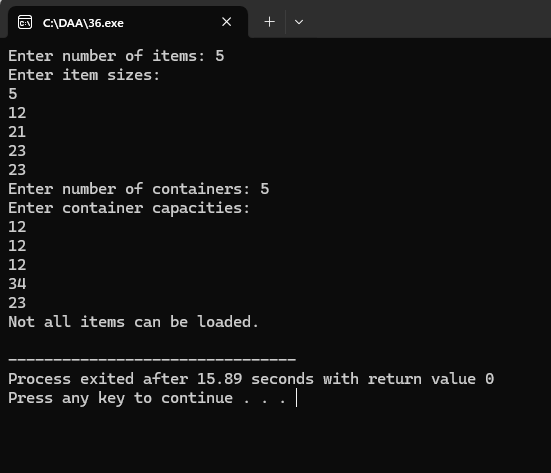 C:\DAA\36.exe
Enter number of items: 5
Enter item sizes:
5
12
21
23
23
Enter number of containers: 5
Enter container capacities:
12
12
12
34
23
Not all items can be loaded.
--------------------------------
Process exited after 15.89 seconds with return value 0
Press any key to continue . . .